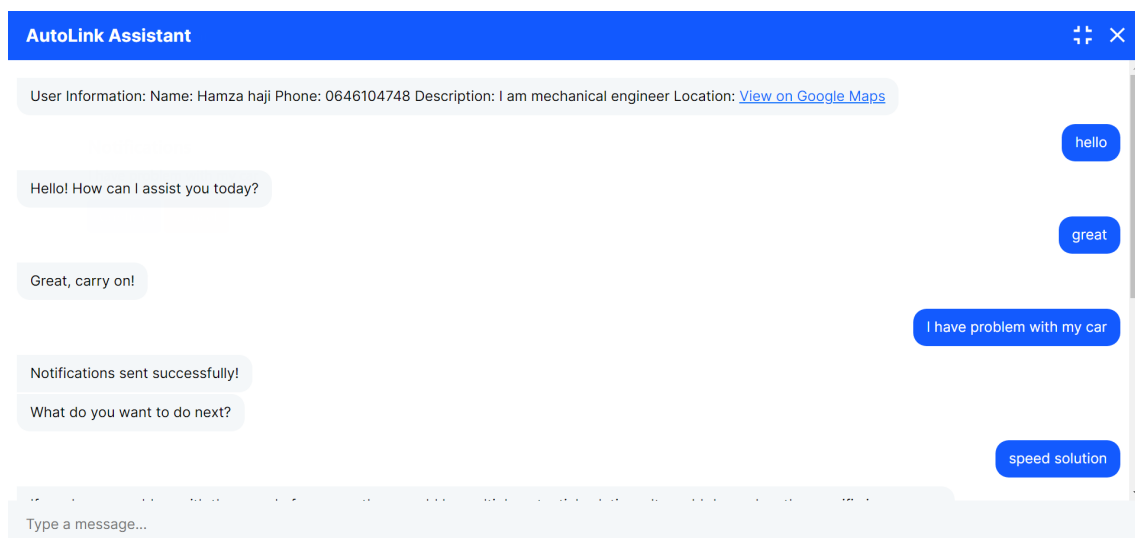 AutoLink Assistant
User Information: Name: Hamza haji Phone: 0646104748 Description: I am mechanical engineer Location: View on Google Maps
hello
Hello! How can I assist you today?
great
Great, carry on!
I have problem with my car
Notifications sent successfully!
What do you want to do next?
speed solution
Type a message...